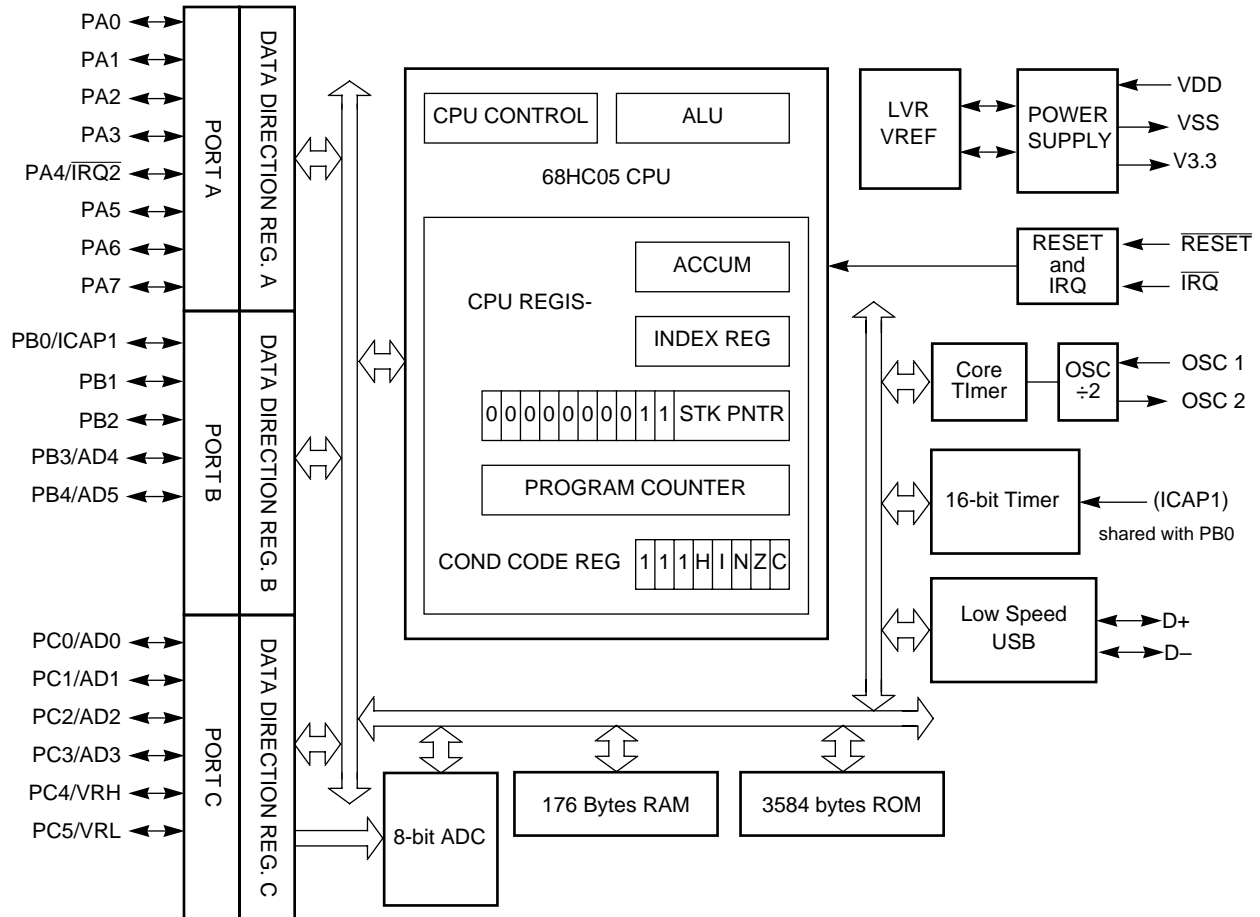 PA0
PA1
PA2
PA3
PA4/IRQ2
PA5
PA6
PA7
PORT A
DATA DIRECTION REG. A
PB0/ICAP1
PB1
PB2
PB3/AD4
PB4/AD5
PORT B
DATA DIRECTION REG. B
PC0/AD0
PC1/AD1
PC2/AD2
PC3/AD3
PC4/VRH
PC5/VRL
PORT C
DATA DIRECTION REG. C
CPU CONTROL
ALU
68HC05 CPU
ACCUM
CPU REGIS-
INDEX REG
0 0 0 0 0 0 0 0 1 1 STK PNTR
PROGRAM COUNTER
COND CODE REG
1 1 1 H I N Z C
LVR
VREF
POWER
SUPPLY
VDD
VSS
V3.3
RESET
and
IRQ
RESET
IRQ
Core
TImer
OSC
÷2
OSC 1
OSC 2
16-bit Timer
(ICAP1)
shared with PB0
Low Speed
USB
D+
D–
8-bit ADC
176 Bytes RAM
3584 bytes ROM